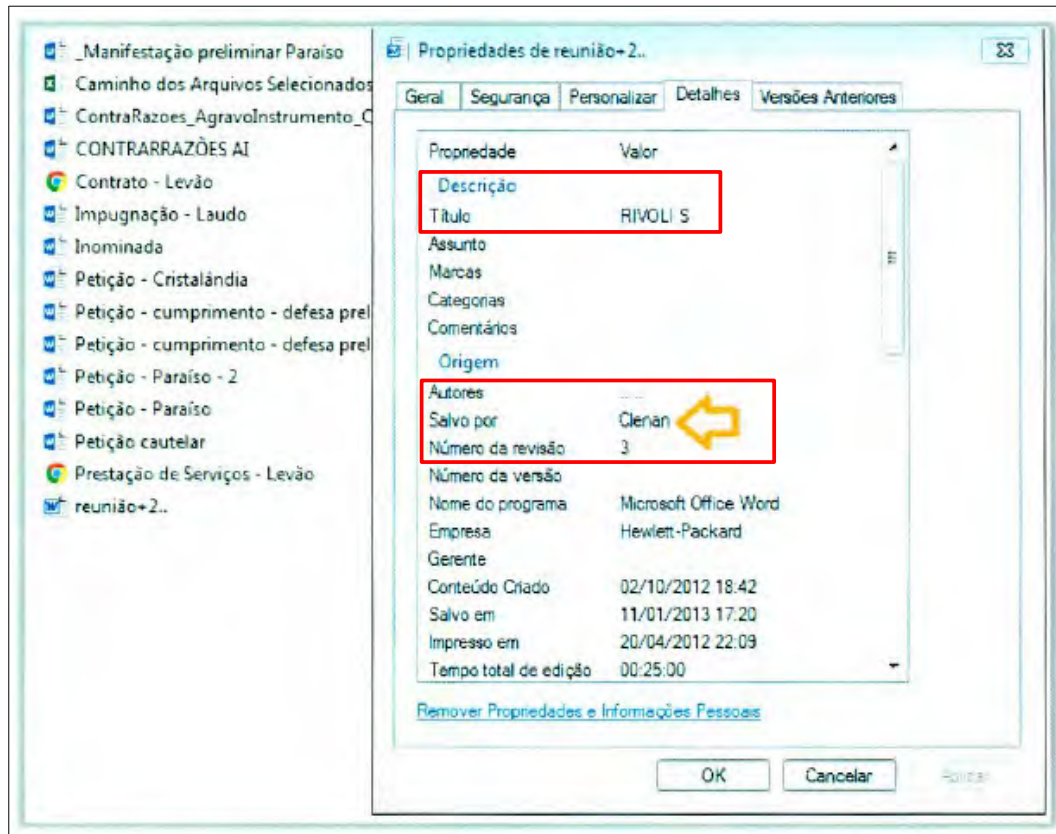 _Manifestação preliminar Paraíso
Caminho dos Arquivos Selecionados
ContraRazoes_AgravoInstrumento_C
CONTRARRAZÕES AI
Contrato - Levão
Impugnação - Laudo
Inominada
Petição - Cristalândia
Petição - cumprimento - defesa prel
Petição - cumprimento - defesa prel
Petição - Paraíso - 2
Petição - Paraíso
Petição cautelar
Prestação de Serviços - Levão
reunião+2..
Propriedades de reunião+2..
Geral Segurança Personalizar Detalhes Versões Anteriores
Propriedade Valor
Descrição
Título RIVOLI S
Assunto
Marcas
Categorias
Comentários
Origem
Autores
Salvo por Clenan
Número da revisão 3
Número da versão
Nome do programa Microsoft Office Word
Empresa Hewlett-Packard
Gerente
Conteúdo Criado 02/10/2012 18:42
Salvo em 11/01/2013 17:20
Impresso em 20/04/2012 22:09
Tempo total de edição 00:25:00
Remover Propriedades e Informações Pessoais
OK Cancelar